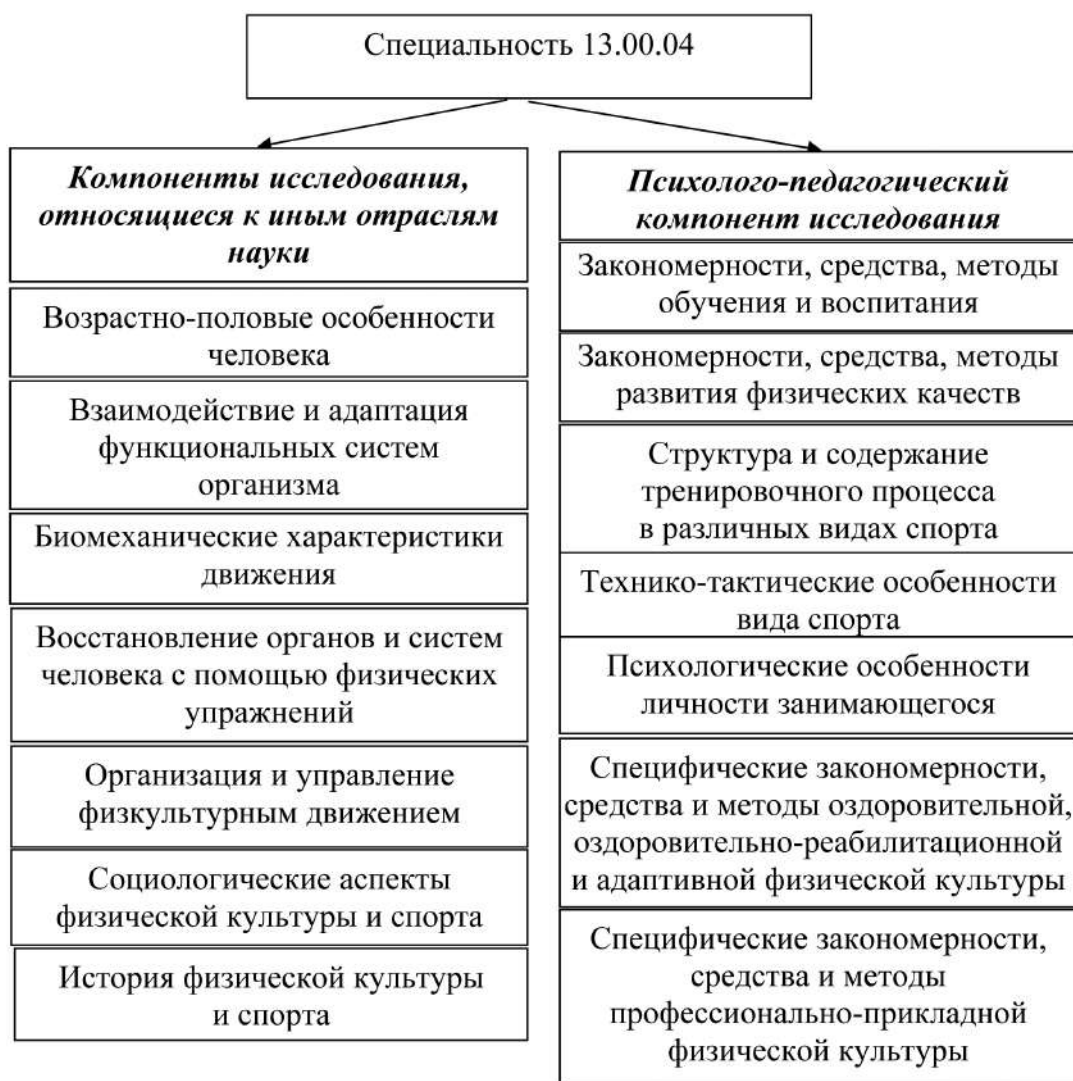 Специальность 13.00.04
Компоненты исследования,
относящиеся к иным отраслям
науки
Возрастно-половые особенности
человека
Взаимодействие и адаптация
функциональных систем
организма
Биомеханические характеристики
движения
Восстановление органов и систем
человека с помощью физических
упражнений
Организация и управление
физкультурным движением
Социологические аспекты
физической культуры и спорта
История физической культуры
и спорта
Психолого-педагогический
компонент исследования
Закономерности, средства, методы
обучения и воспитания
Закономерности, средства, методы
развития физических качеств
Структура и содержание
тренировочного процесса
в различных видах спорта
Технико-тактические особенности
вида спорта
Психологические особенности
личности занимающегося
Специфические закономерности,
средства и методы оздоровительной,
оздоровительно-реабилитационной
и адаптивной физической культуры
Специфические закономерности,
средства и методы
профессионально-прикладной
физической культуры